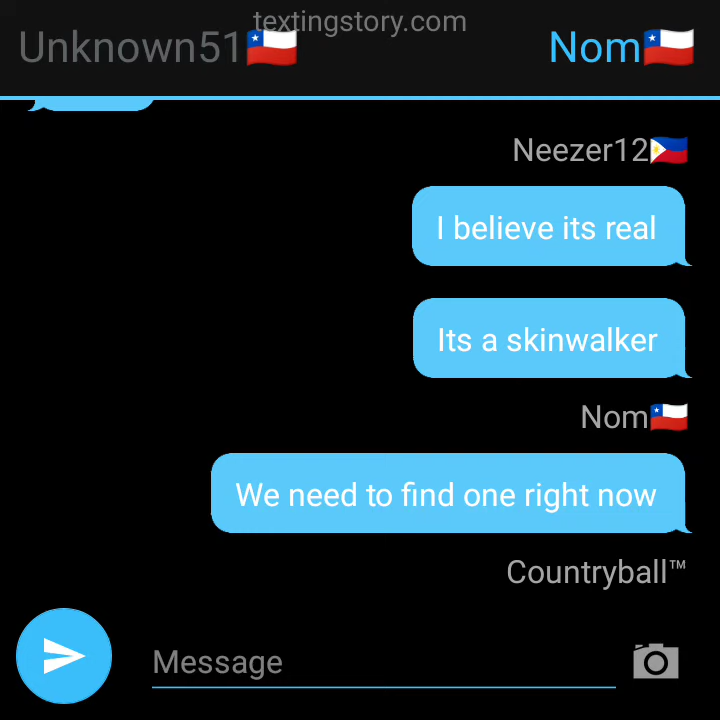 textingstory.com
Unknown51🇨🇱 Nom🇨🇱
Neezer12🇵🇭
I believe its real
Its a skinwalker
Nom🇨🇱
We need to find one right now
Countryball™
Message